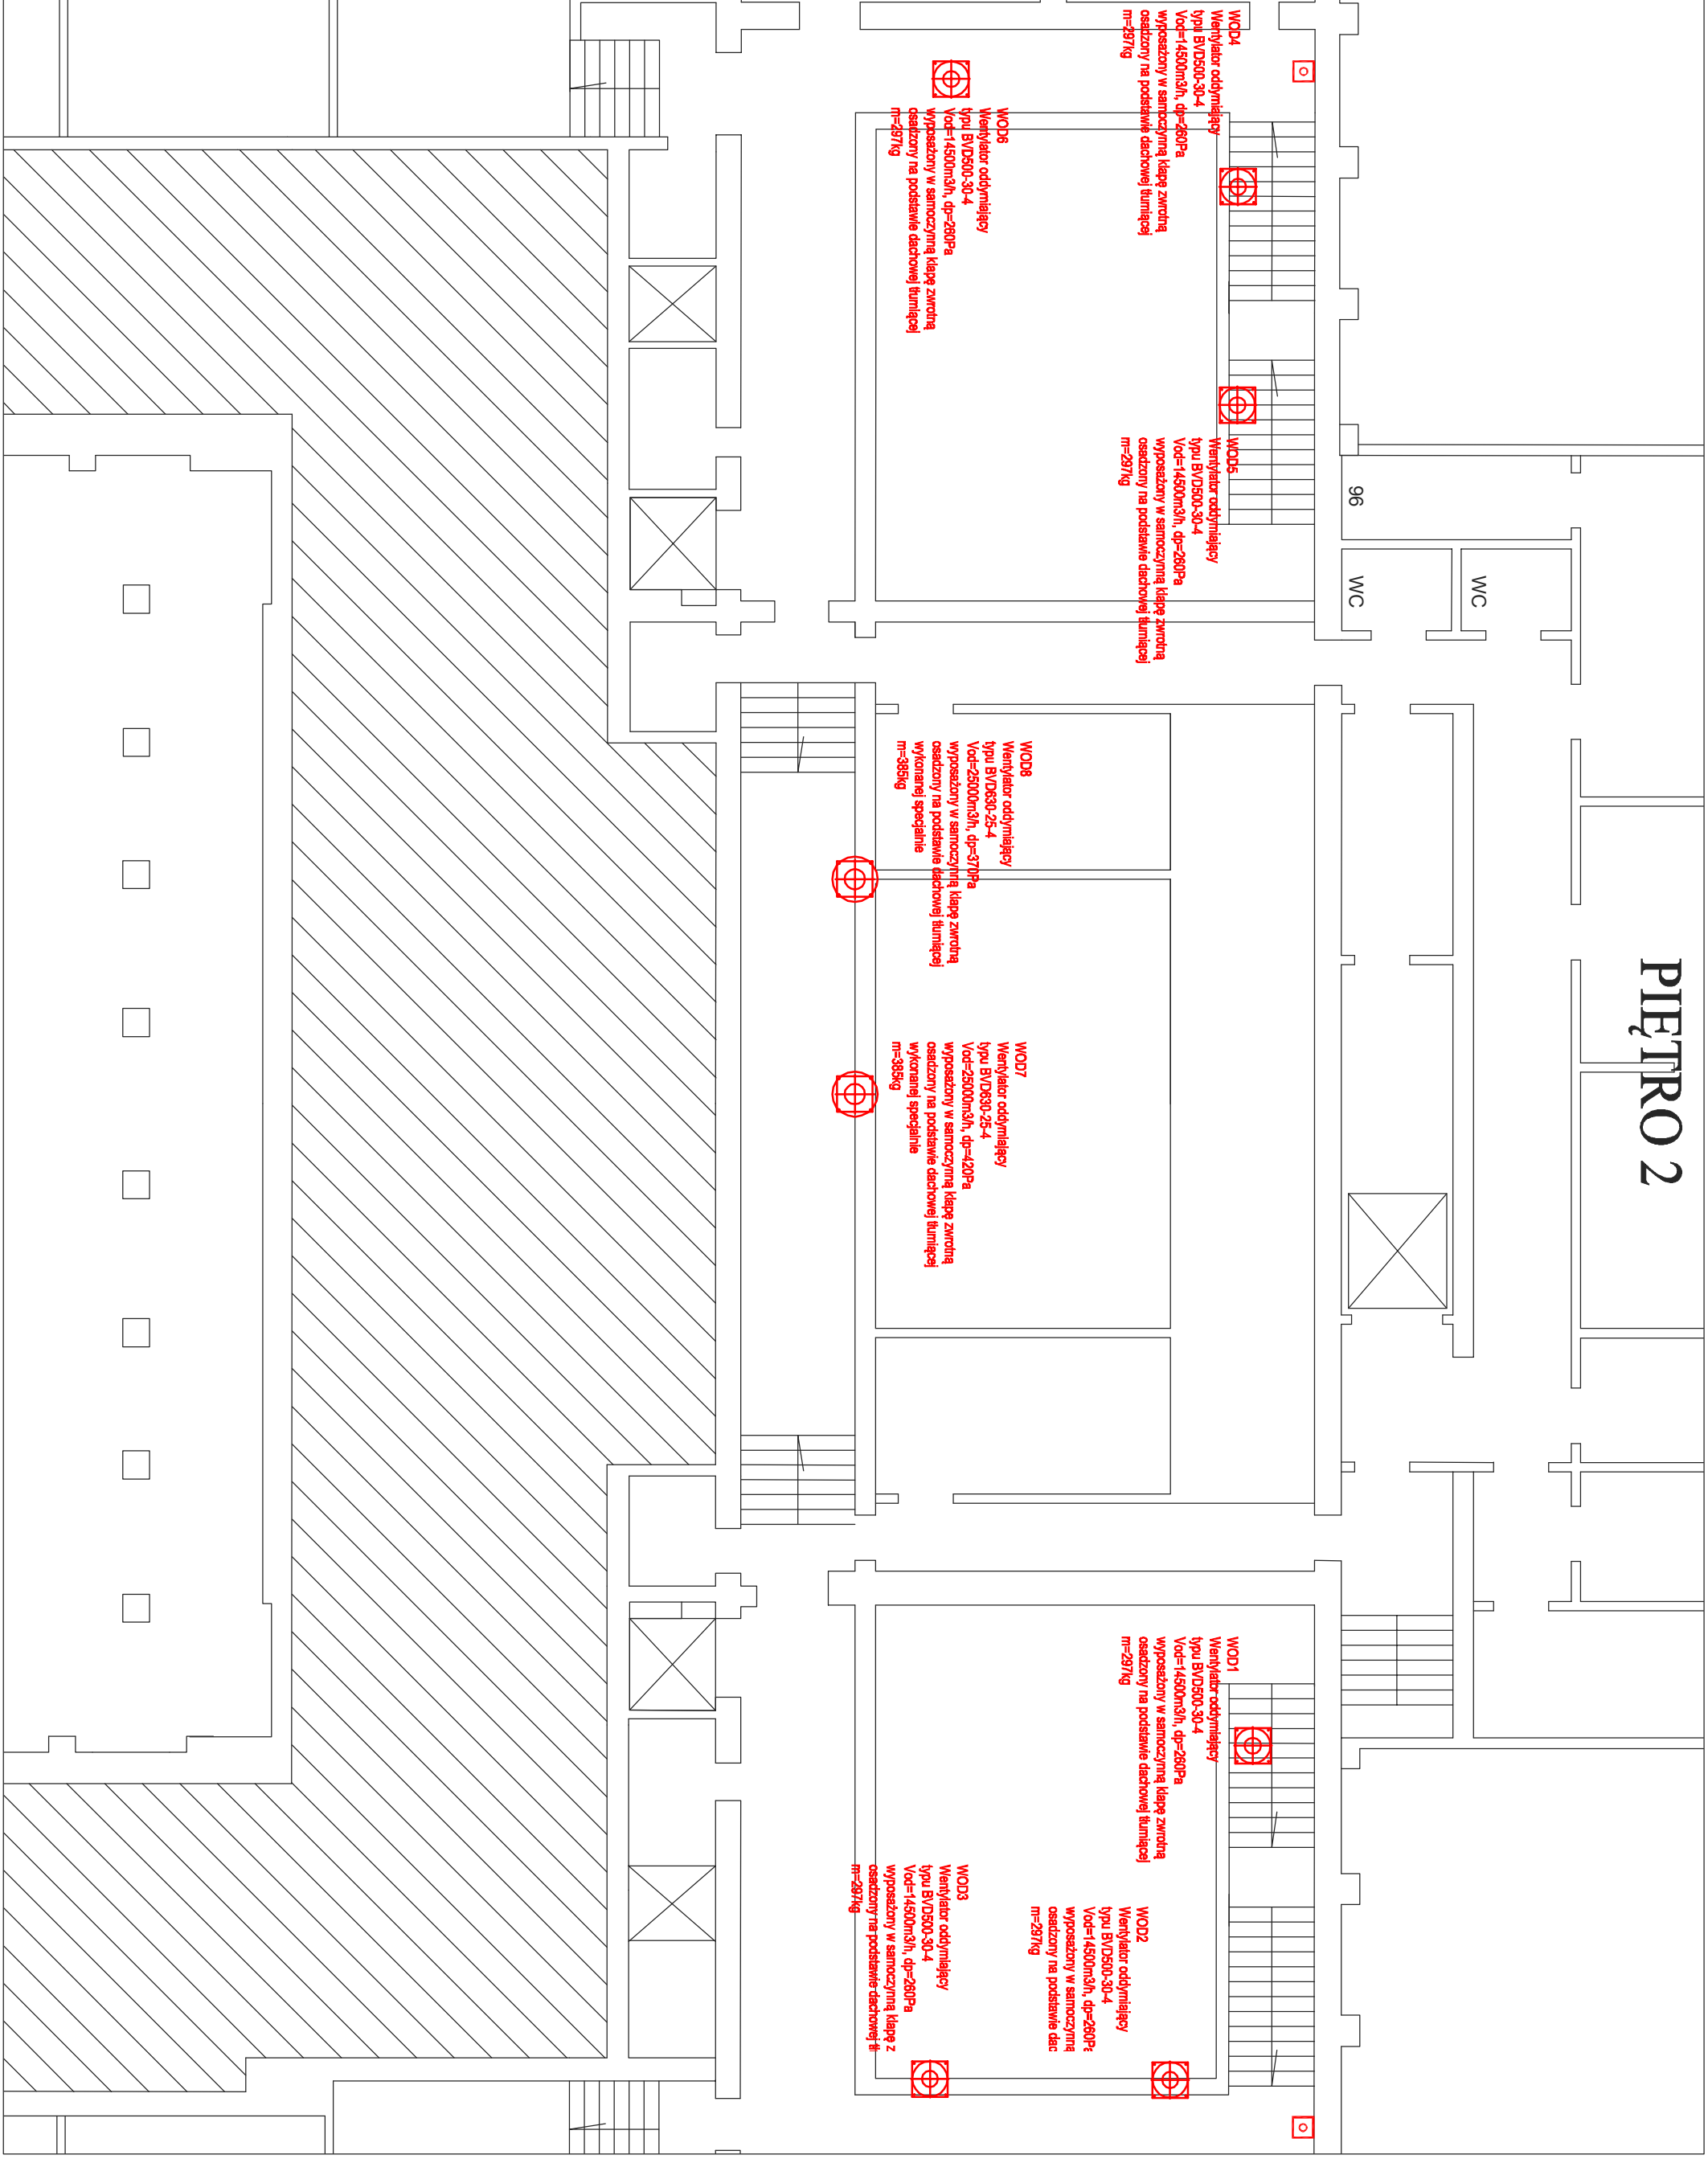 PIĘTRO 2
96
WC
WC
WOD4
Wentylator oddymiający
typu BVD500-30-4
Vod=14500m3/h, dp=260Pa
wyposażony w samoczynną klapę zwrotną
osadzony na podstawie dachowej tłumiącej
m=297kg
WOD5
Wentylator oddymiający
typu BVD500-30-4
Vod=14500m3/h, dp=260Pa
wyposażony w samoczynną klapę zwrotną
osadzony na podstawie dachowej tłumiącej
m=297kg
WOD6
Wentylator oddymiający
typu BVD500-30-4
Vod=14500m3/h, dp=260Pa
wyposażony w samoczynną klapę zwrotną
osadzony na podstawie dachowej tłumiącej
m=297kg
WOD8
Wentylator oddymiający
typu BVD630-25-4
Vod=25000m3/h, dp=370Pa
wyposażony w samoczynną klapę zwrotną
osadzony na podstawie dachowej tłumiącej
wykonanej specjalnie
m=385kg
WOD7
Wentylator oddymiający
typu BVD630-25-4
Vod=25000m3/h, dp=420Pa
wyposażony w samoczynną klapę zwrotną
osadzony na podstawie dachowej tłumiącej
wykonanej specjalnie
m=385kg
WOD1
Wentylator oddymiający
typu BVD500-30-4
Vod=14500m3/h, dp=260Pa
wyposażony w samoczynną klapę zwrotną
osadzony na podstawie dachowej tłumiącej
m=297kg
WOD2
Wentylator oddymiający
typu BVD500-30-4
Vod=14500m3/h, dp=260Pa
wyposażony w samoczynną
osadzony na podstawie dac
m=297kg
WOD3
Wentylator oddymiający
typu BVD500-30-4
Vod=14500m3/h, dp=260Pa
wyposażony w samoczynną klapę z
osadzony na podstawie dachowej tł
m=297kg